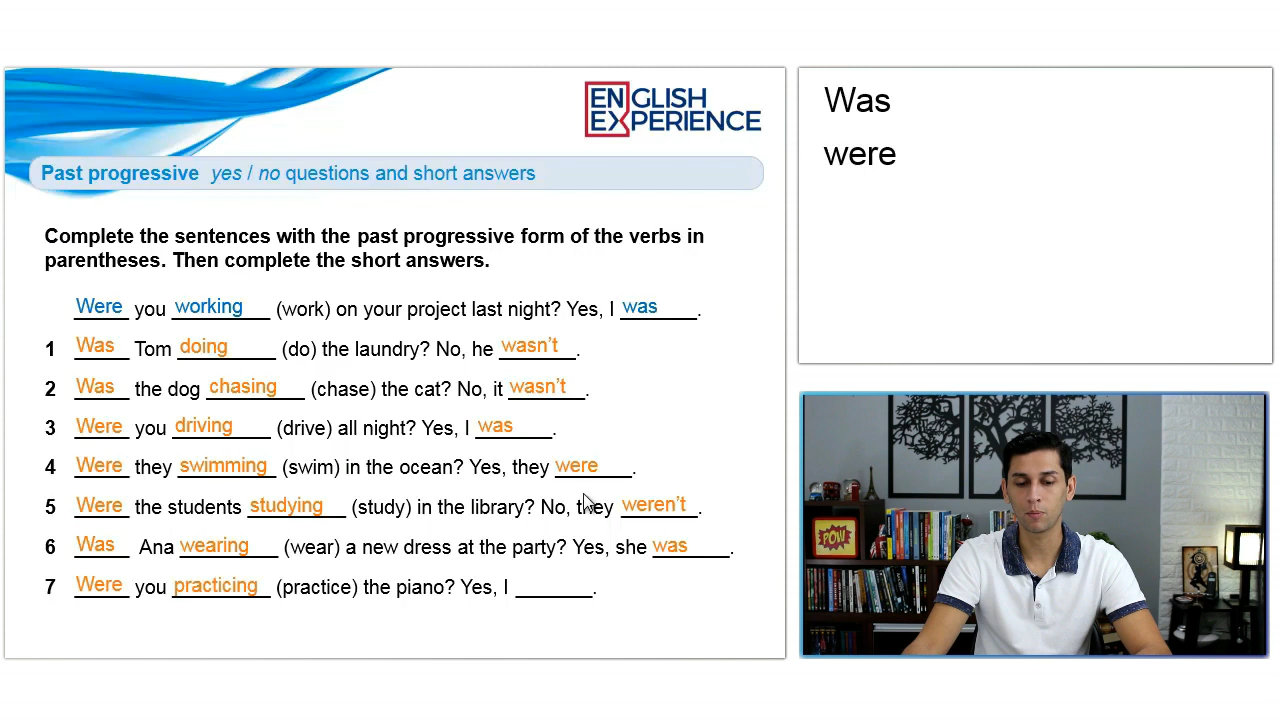 ENGLISH
EXPERIENCE
Past progressive yes / no questions and short answers
Complete the sentences with the past progressive form of the verbs in
parentheses. Then complete the short answers.
Were you working (work) on your project last night? Yes, I was.
1 Was Tom doing (do) the laundry? No, he wasn't.
2 Was the dog chasing (chase) the cat? No, it wasn't.
3 Were you driving (drive) all night? Yes, I was.
4 Were they swimming (swim) in the ocean? Yes, they were.
5 Were the students studying (study) in the library? No, they weren't.
6 Was Ana wearing (wear) a new dress at the party? Yes, she was.
7 Were you practicing (practice) the piano? Yes, I ________.
Was
were
POW